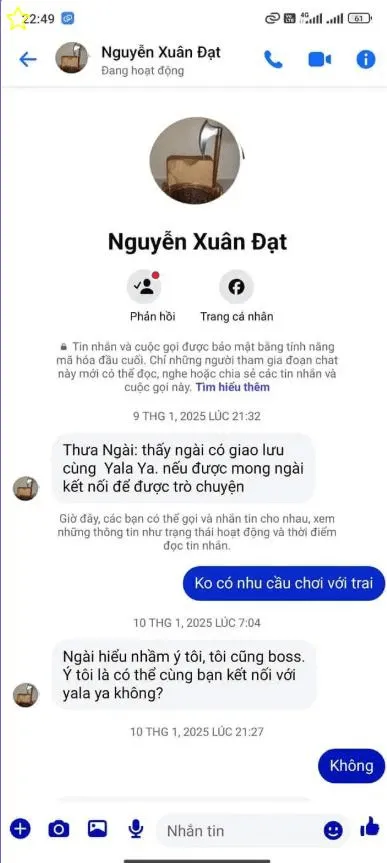 22:49
4G
61
Nguyễn Xuân Đạt
Đang hoạt động
Nguyễn Xuân Đạt
Phản hồi
Trang cá nhân
Tin nhắn và cuộc gọi được bảo mật bằng tính năng
mã hóa đầu cuối. Chỉ những người tham gia đoạn chat
này mới có thể đọc, nghe hoặc chia sẻ các tin nhắn và
cuộc gọi này. Tìm hiểu thêm
9 THG 1, 2025 LÚC 21:32
Thưa Ngài: thấy ngài có giao lưu
cùng Yala Ya. nếu được mong ngài
kết nối để được trò chuyện
Giờ đây, các bạn có thể gọi và nhắn tin cho nhau, xem
những thông tin như trạng thái hoạt động và thời điểm
đọc tin nhắn.
Ko có nhu cầu chơi với trai
10 THG 1, 2025 LÚC 7:04
Ngài hiểu nhầm ý tôi, tôi cũng boss.
Ý tôi là có thể cùng bạn kết nối với
yala ya không?
10 THG 1, 2025 LÚC 21:27
Không
Nhắn tin